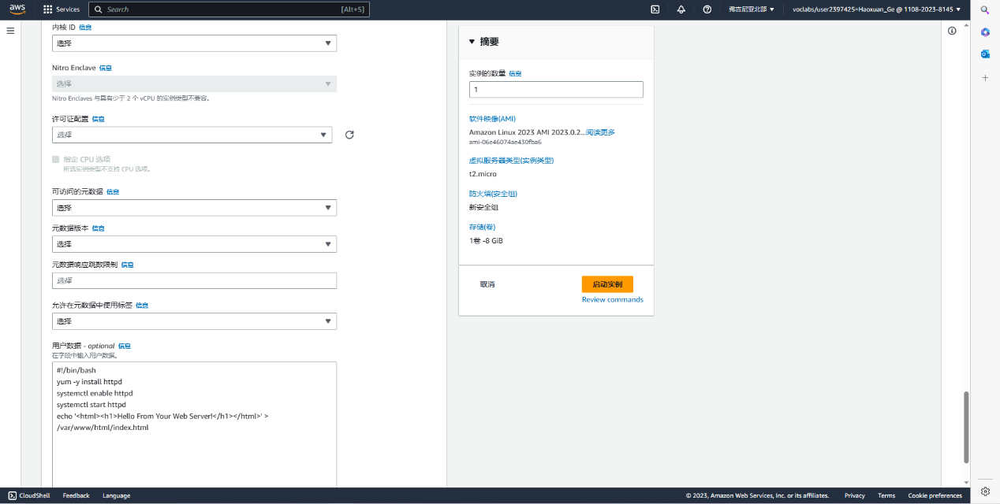 aws
Services
Search
[Alt+S]
弗吉尼亚北部
voclabs/user2397425=Haoxuan_Ge @ 1108-2023-8145
内核 ID 信息
选择
Nitro Enclave 信息
选择
Nitro Enclaves 与具有少于 2 个 vCPU 的实例类型不兼容。
许可证配置 信息
选择
指定 CPU 选项
所选实例类型不支持 CPU 选项。
可访问的元数据 信息
选择
元数据版本 信息
选择
元数据响应跳数限制 信息
选择
允许在元数据中使用标签 信息
选择
用户数据 - optional 信息
在字段中输入用户数据。
#!/bin/bash
yum -y install httpd
systemctl enable httpd
systemctl start httpd
echo '<html><h1>Hello From Your Web Server!</h1></html>' >
/var/www/html/index.html
摘要
实例的数量 信息
1
软件映像(AMI)
Amazon Linux 2023 AMI 2023.0.2...阅读更多
ami-06e46074ae430fba6
虚拟服务器类型(实例类型)
t2.micro
防火墙(安全组)
新安全组
存储(卷)
1卷 -8 GiB
取消
启动实例
Review commands
CloudShell
Feedback
Language
© 2023, Amazon Web Services, Inc. or its affiliates.
Privacy
Terms
Cookie preferences